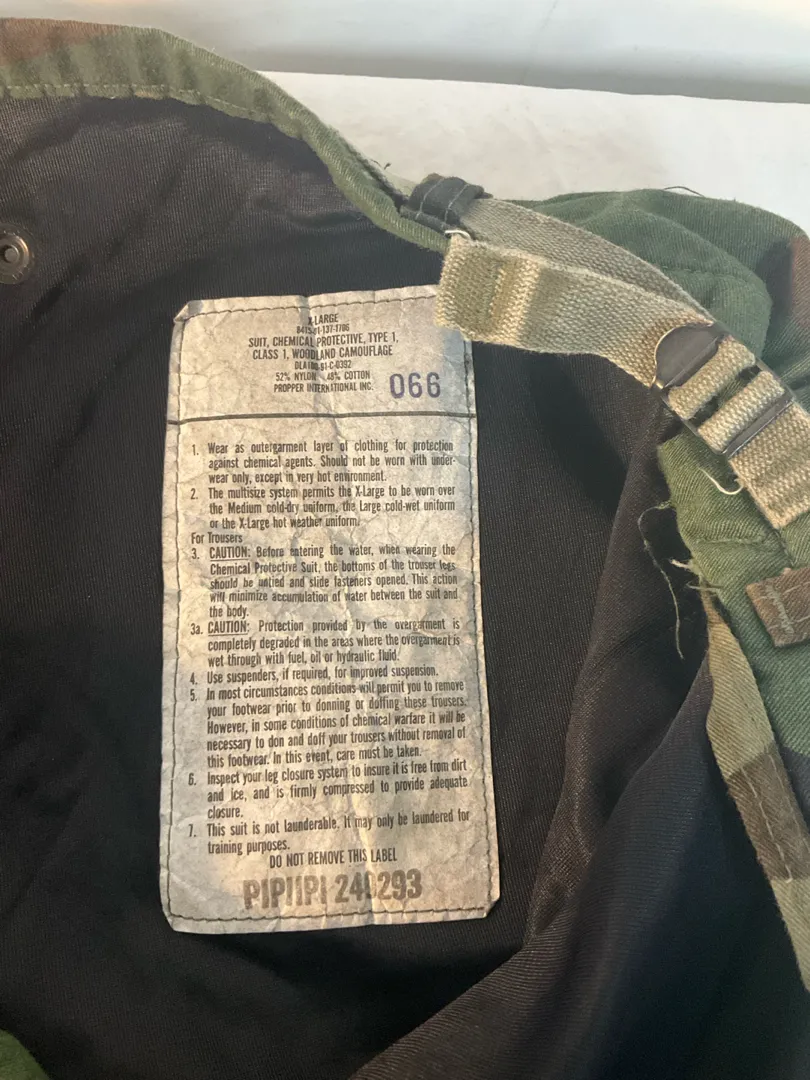 X-LARGE
8415-01-137-1706
SUIT, CHEMICAL PROTECTIVE, TYPE 1,
CLASS 1, WOODLAND CAMOUFLAGE
52% NYLON 48% COTTON
PROPPER INTERNATIONAL INC. 066
1. Wear as outergarment layer of clothing for protection
against chemical agents. Should not be worn with under-
wear only, except in very hot environment.
2. The multisize system permits the X-Large to be worn over
the Medium cold-dry uniform, the Large cold-wet uniform
or the X-Large hot weather uniform.
For Trousers
3. CAUTION: Before entering the water, when wearing the
Chemical Protective Suit, the bottoms of the trouser legs
should be untied and slide fasteners opened. This action
will minimize accumulation of water between the suit and
the body.
3a. CAUTION: Protection provided by the overgarment is
completely degraded in the areas where the overgarment is
wet through with fuel, oil or hydraulic fluid.
4. Use suspenders, if required, for improved suspension.
5. In most circumstances conditions will permit you to remove
your footwear prior to donning or doffing these trousers.
However, in some conditions of chemical warfare it will be
necessary to don and doff your trousers without removal of
this footwear. In this event, care must be taken.
6. Inspect your leg closure system to insure it is free from dirt
and ice, and is firmly compressed to provide adequate
closure.
7. This suit is not launderable. It may only be laundered for
training purposes.
DO NOT REMOVE THIS LABEL
PIPIIPI 240293